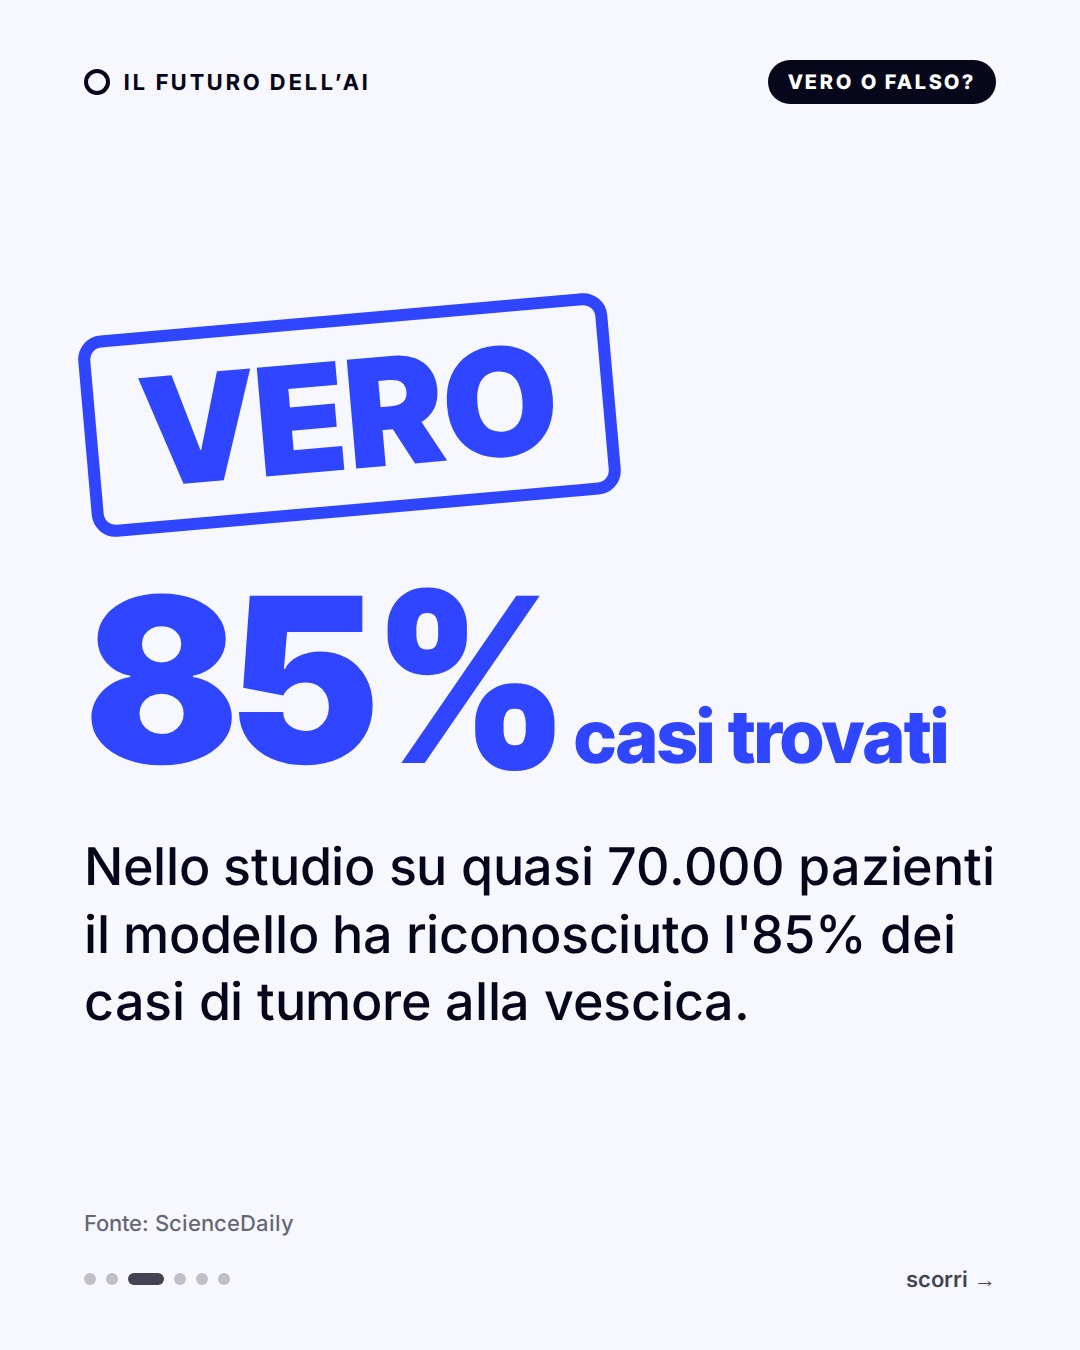 IL FUTURO DELL'AI
VERO O FALSO?
VERO
85% casi trovati
Nello studio su quasi 70.000 pazienti
il modello ha riconosciuto l'85% dei
casi di tumore alla vescica.
Fonte: ScienceDaily
scorri →